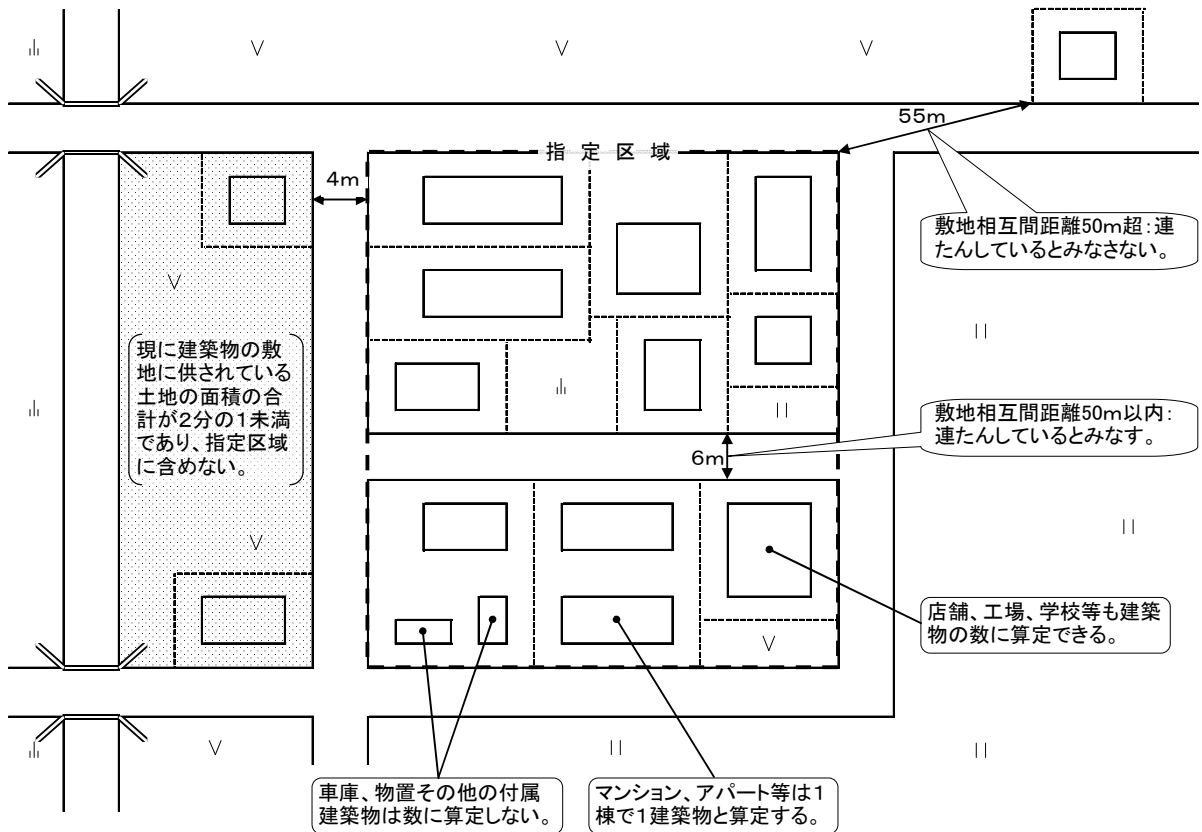 55m
指定区域
4m
敷地相互間距離50m超：連
たんしているとみなさない。
現に建築物の敷
地に供されている
土地の面積の合
計が2分の1未満
であり、指定区域
に含めない。
敷地相互間距離50m以内：
連たんしているとみなす。
6m
店舗、工場、学校等も建築
物の数に算定できる。
車庫、物置その他の付属
建築物は数に算定しない。
マンション、アパート等は1
棟で1建築物と算定する。